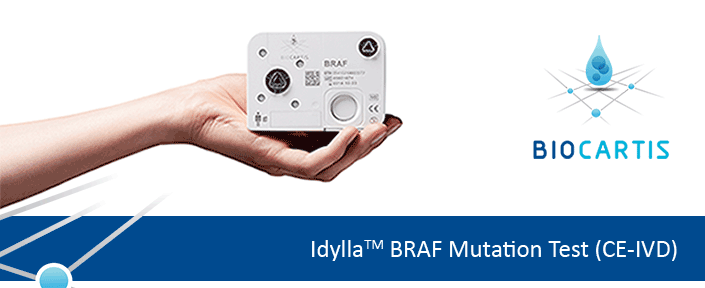 BIOCARTIS
BRAF
BIOCARTIS
Idylla™ BRAF Mutation Test (CE-IVD)